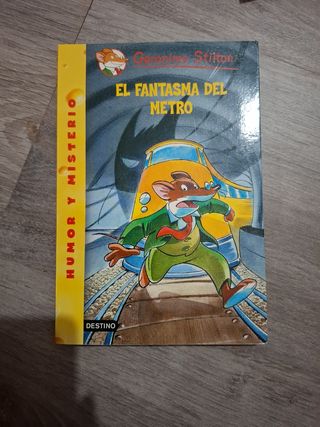 Geronimo Stilton
EL FANTASMA DEL
METRO
HUMOR Y MISTERIO
DESTINO